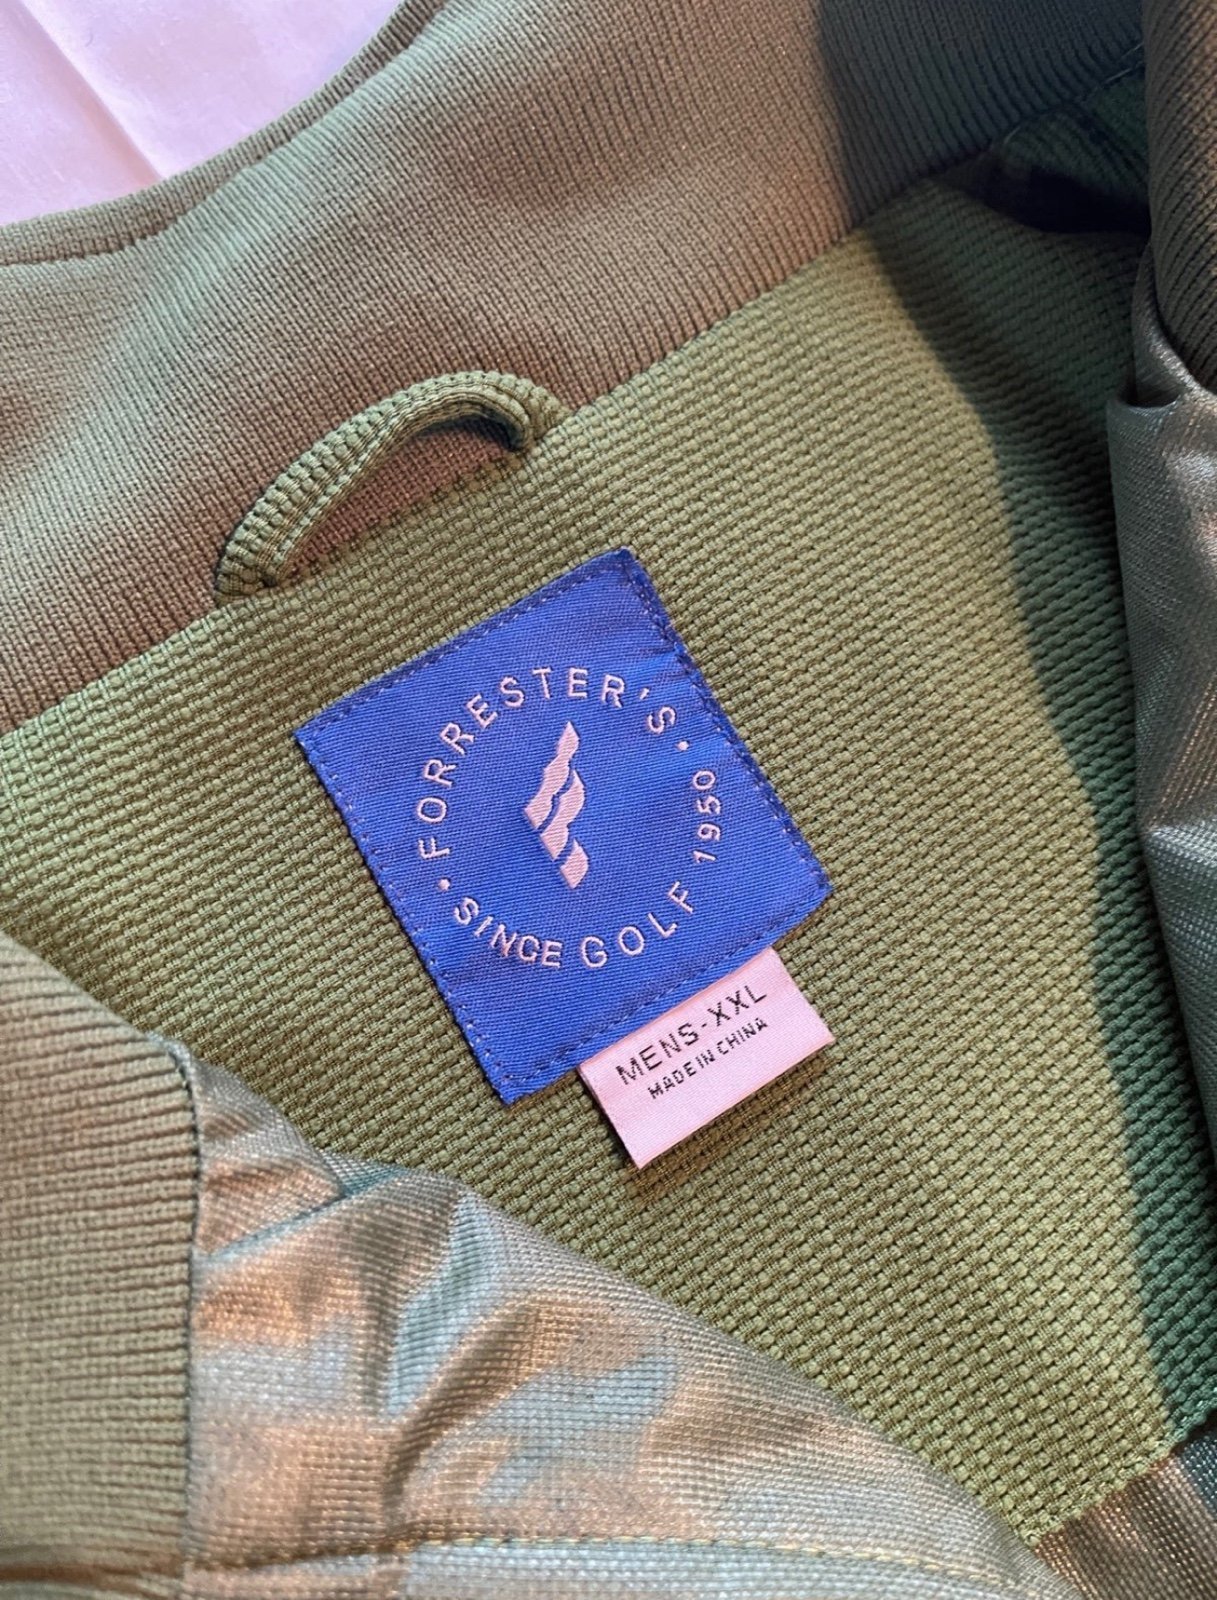 • FORRESTER'S •
SINCE GOLF 1950
MENS-XXL
MADE IN CHINA